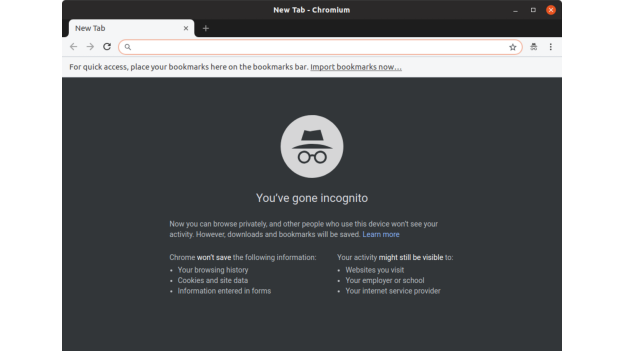 New Tab - Chromium
New Tab
For quick access, place your bookmarks here on the bookmarks bar. Import bookmarks now...
You've gone incognito
Now you can browse privately, and other people who use this device won't see your
activity. However, downloads and bookmarks will be saved. Learn more
Chrome won't save the following information:
• Your browsing history
• Cookies and site data
• Information entered in forms
Your activity might still be visible to:
• Websites you visit
• Your employer or school
• Your internet service provider